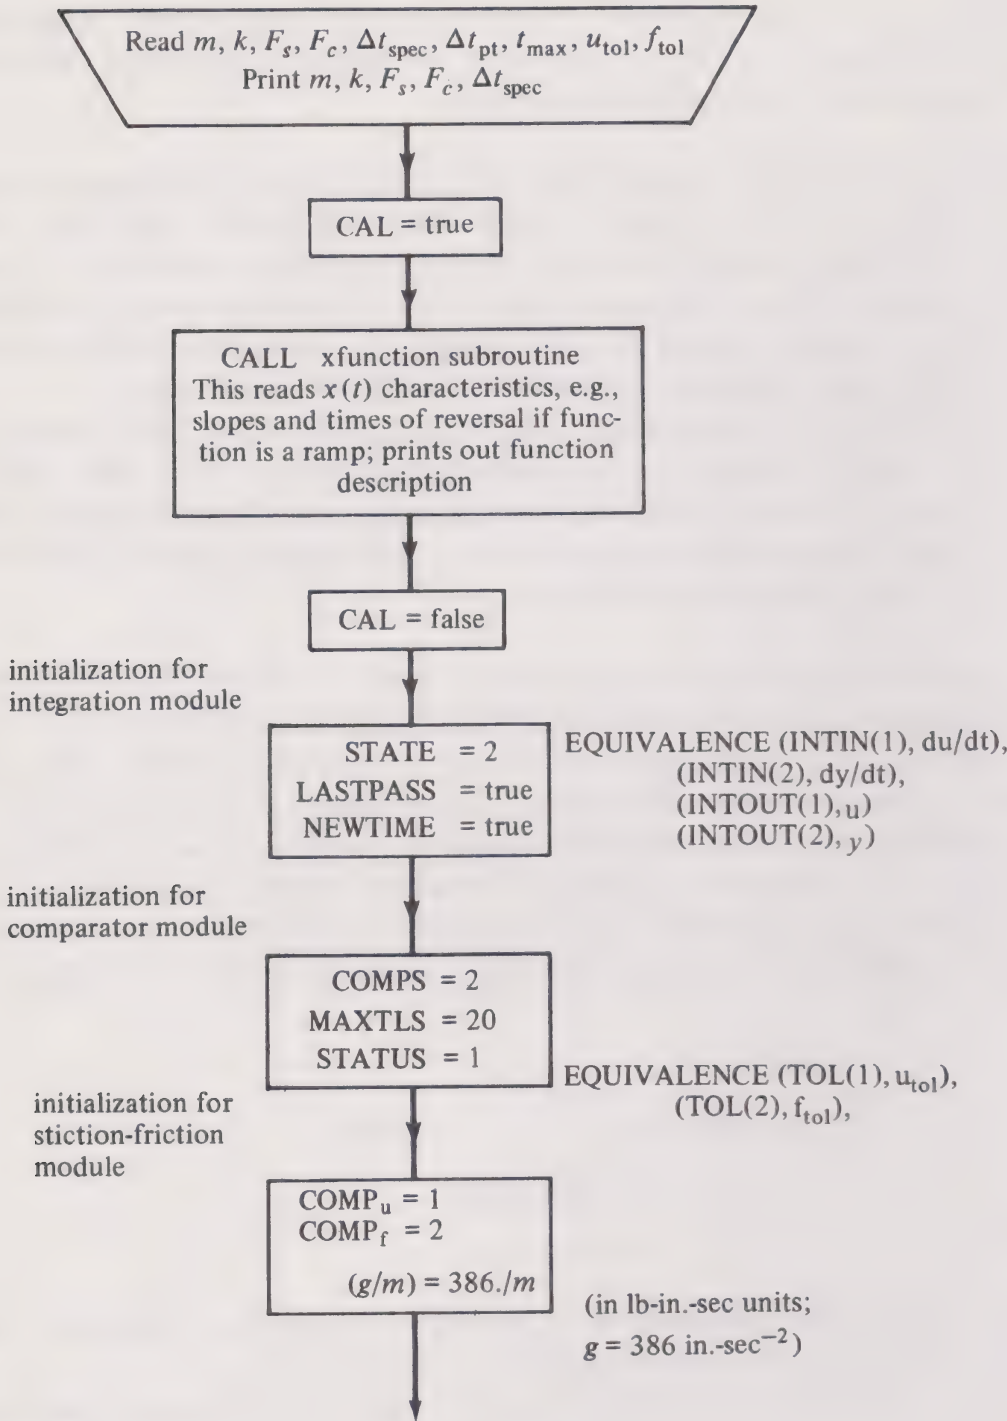 Read m, k, F_s, F_c, Δt_spec, Δt_pt, t_max, u_tol, f_tol
Print m, k, F_s, F_c, Δt_spec
CAL = true
CALL xfunction subroutine
This reads x(t) characteristics, e.g.,
slopes and times of reversal if func-
tion is a ramp; prints out function
description
CAL = false
initialization for
integration module
STATE = 2
LASTPASS = true
NEWTIME = true
EQUIVALENCE (INTIN(1), du/dt),
(INTIN(2), dy/dt),
(INTOUT(1), u)
(INTOUT(2), y)
initialization for
comparator module
COMPS = 2
MAXTLS = 20
STATUS = 1
EQUIVALENCE (TOL(1), u_tol),
(TOL(2), f_tol),
initialization for
stiction-friction
module
COMP_u = 1
COMP_f = 2
(g/m) = 386./m
(in lb-in.-sec units;
g = 386 in.-sec⁻²)